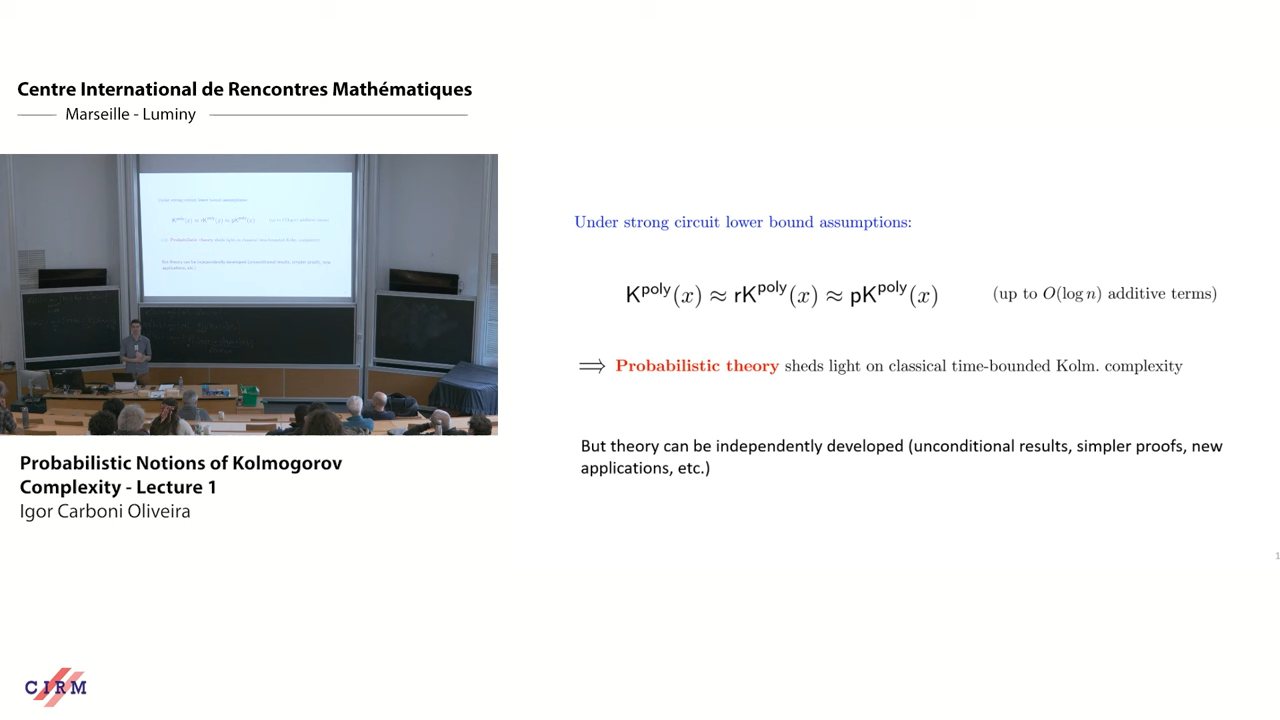 Centre International de Rencontres Mathématiques
Marseille - Luminy
Probabilistic Notions of Kolmogorov
Complexity - Lecture 1
Igor Carboni Oliveira
CIRM
Under strong circuit lower bound assumptions:
K^poly(x) ≈ rK^poly(x) ≈ pK^poly(x) (up to O(log n) additive terms)
⟹ Probabilistic theory sheds light on classical time-bounded Kolm. complexity
But theory can be independently developed (unconditional results, simpler proofs, new
applications, etc.)
1